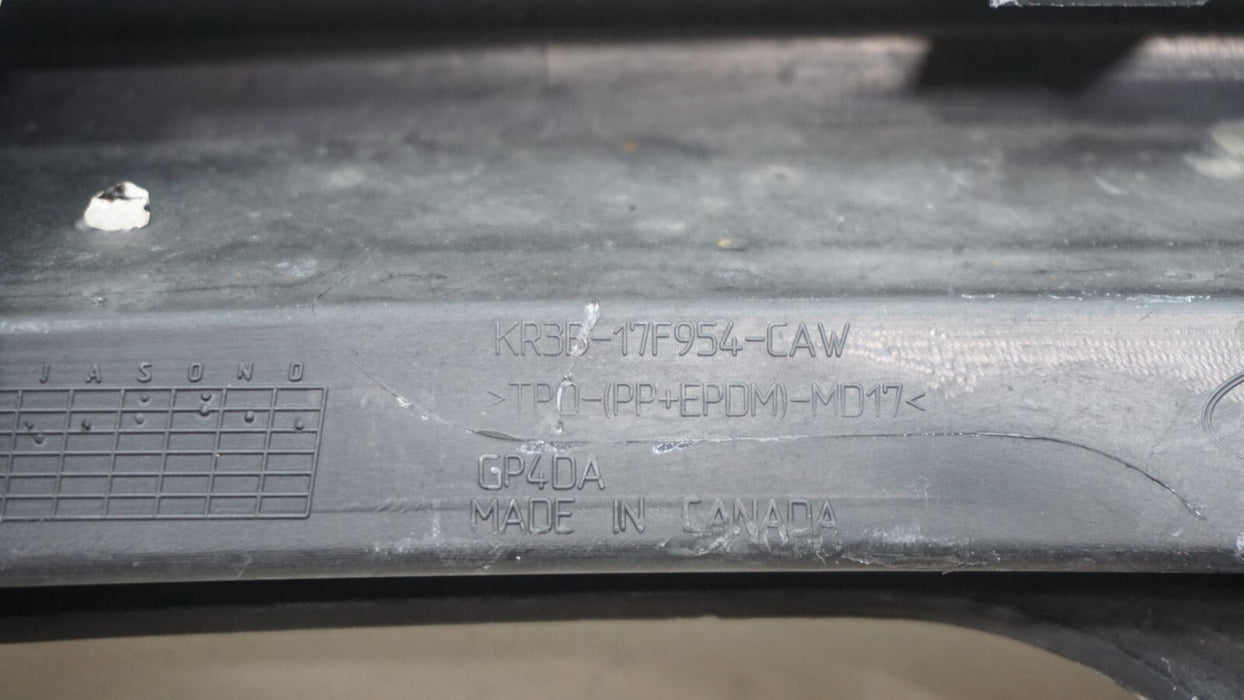 J A S O N D
KR3B-17F954-CAW
>TPO-(PP+EPDM)-MD17<
GP4DA
MADE IN CANADA